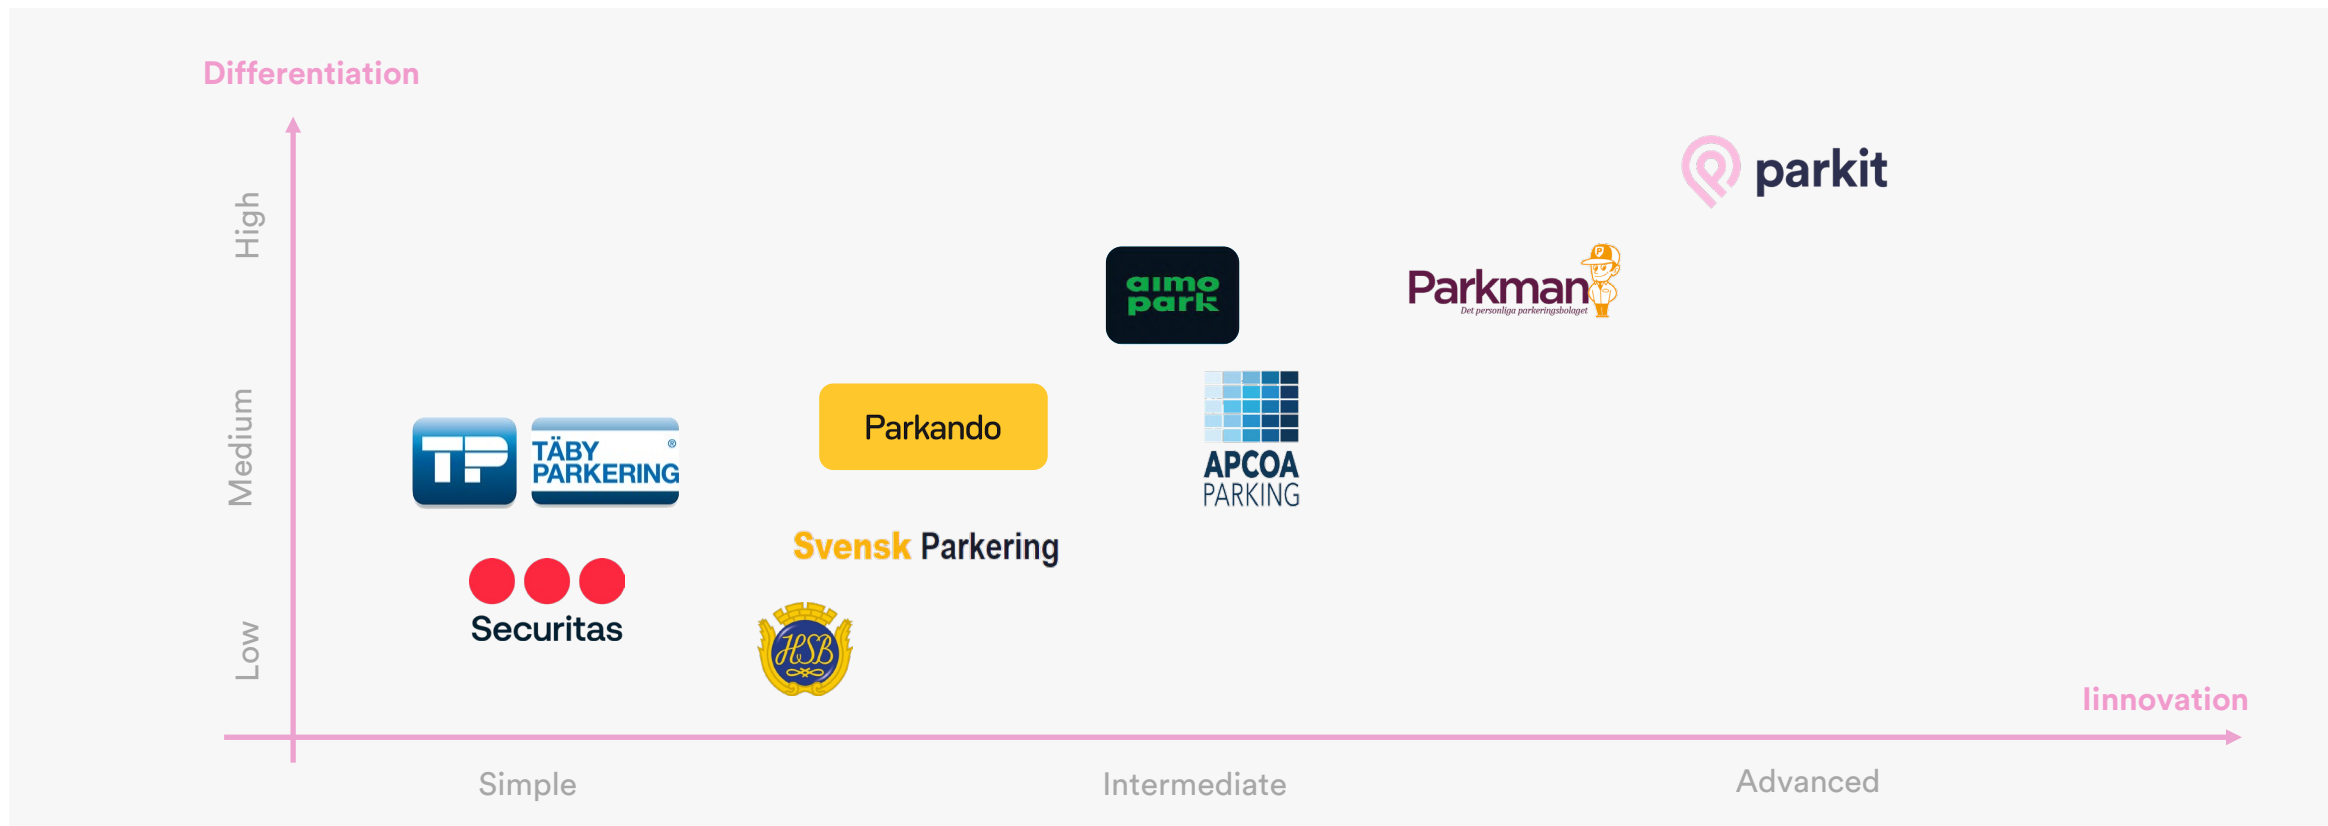 Differentiation
High
Medium
Low
parkit
P
Parkman
Det personliga parkeringsbolaget
aimo
park
Parkando
APCOA
PARKING
TP
TÄBY ®
PARKERING
Svensk Parkering
Securitas
HSB
Iinnovation
Simple
Intermediate
Advanced